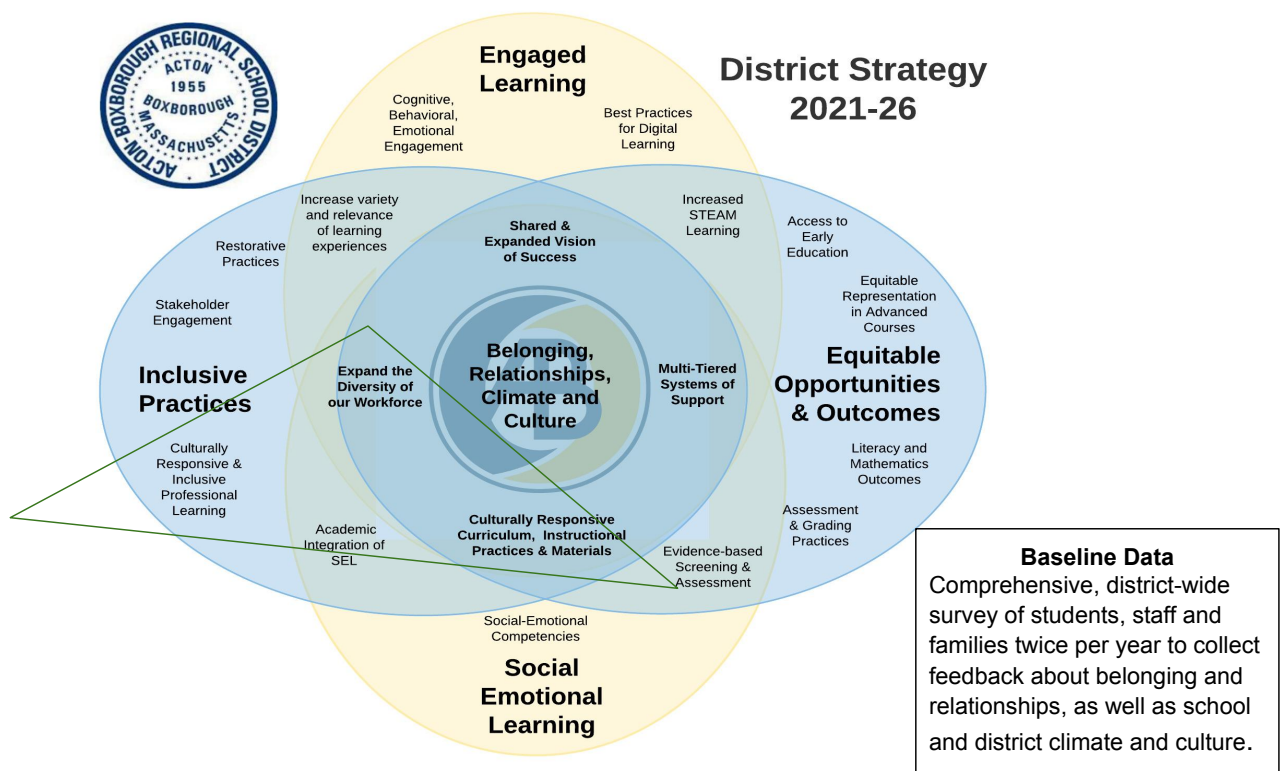 ACTON-BOXBOROUGH REGIONAL SCHOOL DISTRICT
ACTON
1955
BOXBOROUGH
MASSACHUSETTS
District Strategy
2021-26
Engaged
Learning
Cognitive,
Behavioral,
Emotional
Engagement
Best Practices
for Digital
Learning
Increase variety
and relevance
of learning
experiences
Shared &
Expanded Vision
of Success
Increased
STEAM
Learning
Access to
Early
Education
Restorative
Practices
Equitable
Representation
in Advanced
Courses
Stakeholder
Engagement
Inclusive
Practices
Expand the
Diversity of
our Workforce
AB
Belonging,
Relationships,
Climate and
Culture
Multi-Tiered
Systems of
Support
Equitable
Opportunities
& Outcomes
Culturally
Responsive &
Inclusive
Professional
Learning
Literacy and
Mathematics
Outcomes
Academic
Integration of
SEL
Culturally Responsive
Curriculum, Instructional
Practices & Materials
Evidence-based
Screening &
Assessment
Assessment
& Grading
Practices
Social-Emotional
Competencies
Social
Emotional
Learning
Baseline Data
Comprehensive, district-wide
survey of students, staff and
families twice per year to collect
feedback about belonging and
relationships, as well as school
and district climate and culture.